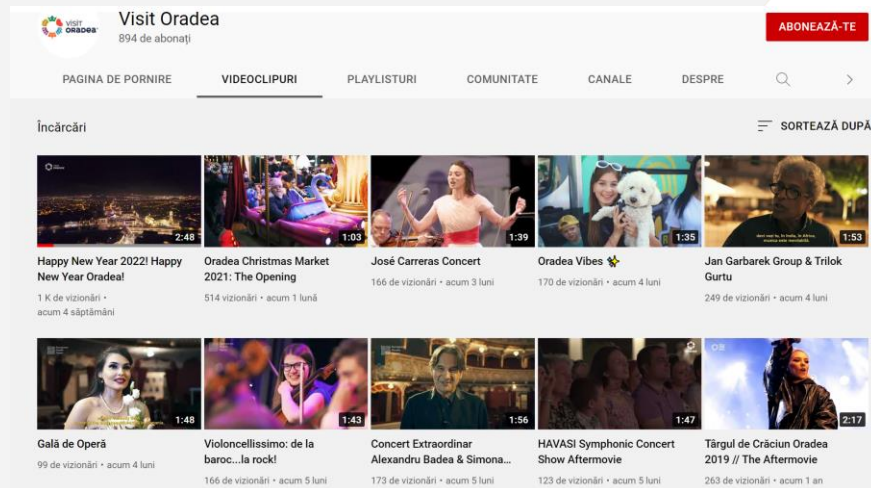 VISIT
ORADEA
Visit Oradea
894 de abonați
ABONEAZĂ-TE
PAGINA DE PORNIRE VIDEOCLIPURI PLAYLISTURI COMUNITATE CANALE DESPRE
Încărcări
SORTEAZĂ DUPĂ
2:48 1:03 1:39 1:35 1:53
Happy New Year 2022! Happy
New Year Oradea!
1 K de vizionări •
acum 4 săptămâni
Oradea Christmas Market
2021: The Opening
514 vizionări • acum 1 lună
José Carreras Concert
166 de vizionări • acum 3 luni
Oradea Vibes ✨
170 de vizionări • acum 4 luni
Jan Garbarek Group & Trilok
Gurtu
249 de vizionări • acum 4 luni
1:48 1:43 1:56 1:47 2:17
Gală de Operă
99 de vizionări • acum 4 luni
Violoncellissimo: de la
baroc...la rock!
166 de vizionări • acum 5 luni
Concert Extraordinar
Alexandru Badea & Simona...
173 de vizionări • acum 5 luni
HAVASI Symphonic Concert
Show Aftermovie
123 de vizionări • acum 5 luni
Târgul de Crăciun Oradea
2019 // The Aftermovie
263 de vizionări • acum 1 an